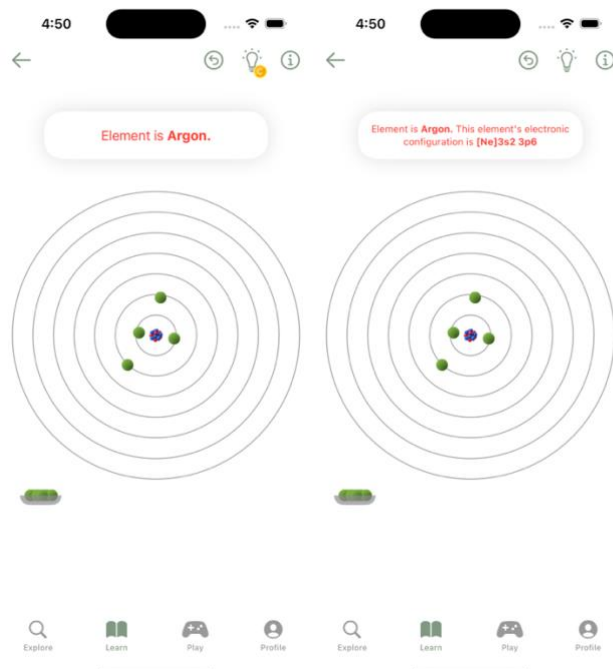 4:50
Element is Argon.
Explore Learn Play Profile
4:50
Element is Argon. This element's electronic
configuration is [Ne]3s2 3p6
Explore Learn Play Profile